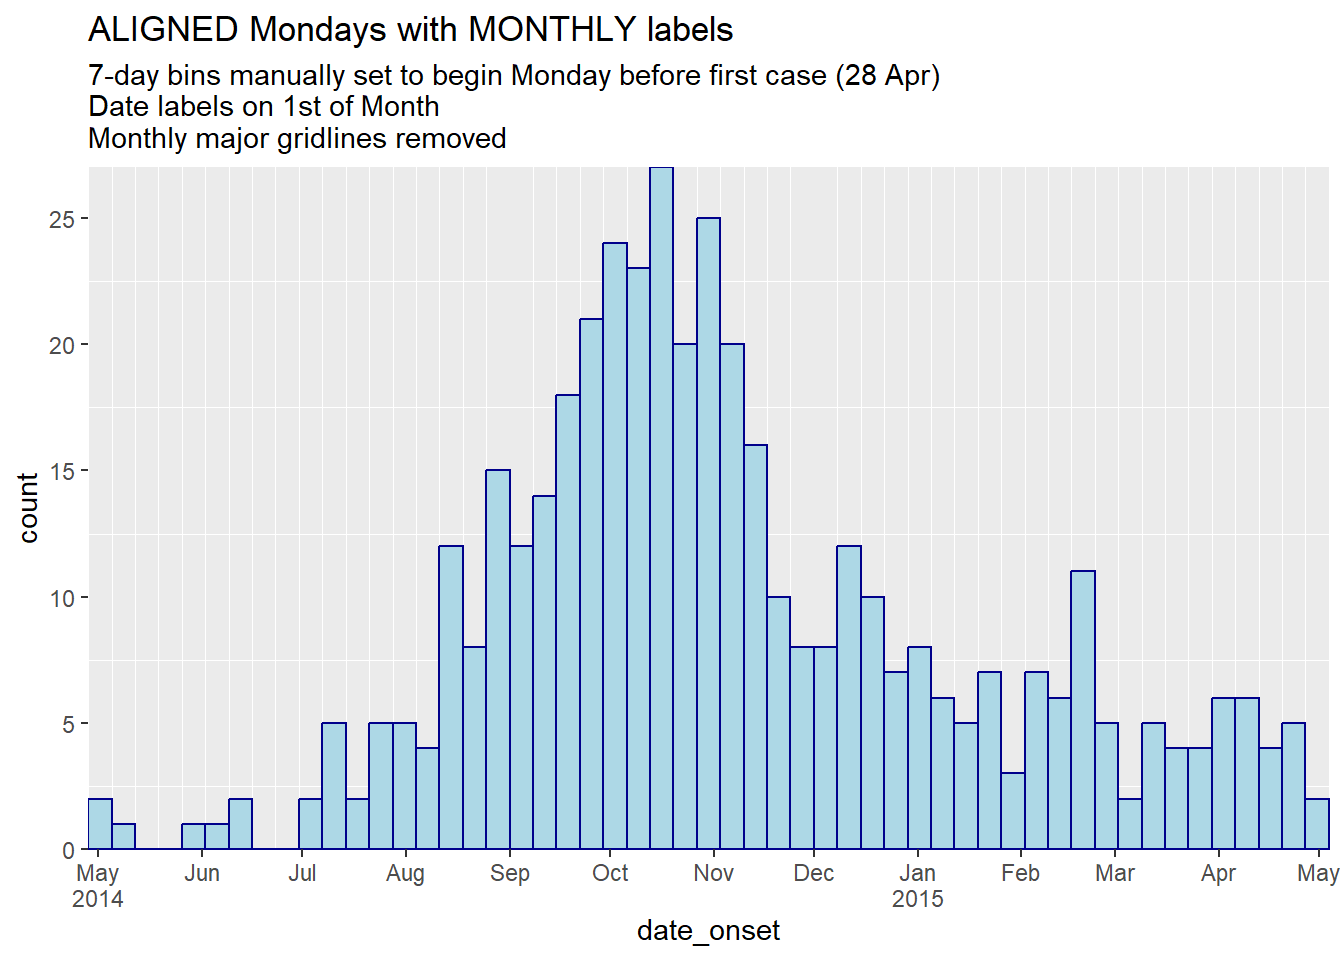 ALIGNED Mondays with MONTHLY labels
7-day bins manually set to begin Monday before first case (28 Apr)
Date labels on 1st of Month
Monthly major gridlines removed
25
20
15
10
5
0
count
May Jun Jul Aug Sep Oct Nov Dec Jan Feb Mar Apr May
2014 2015
date_onset